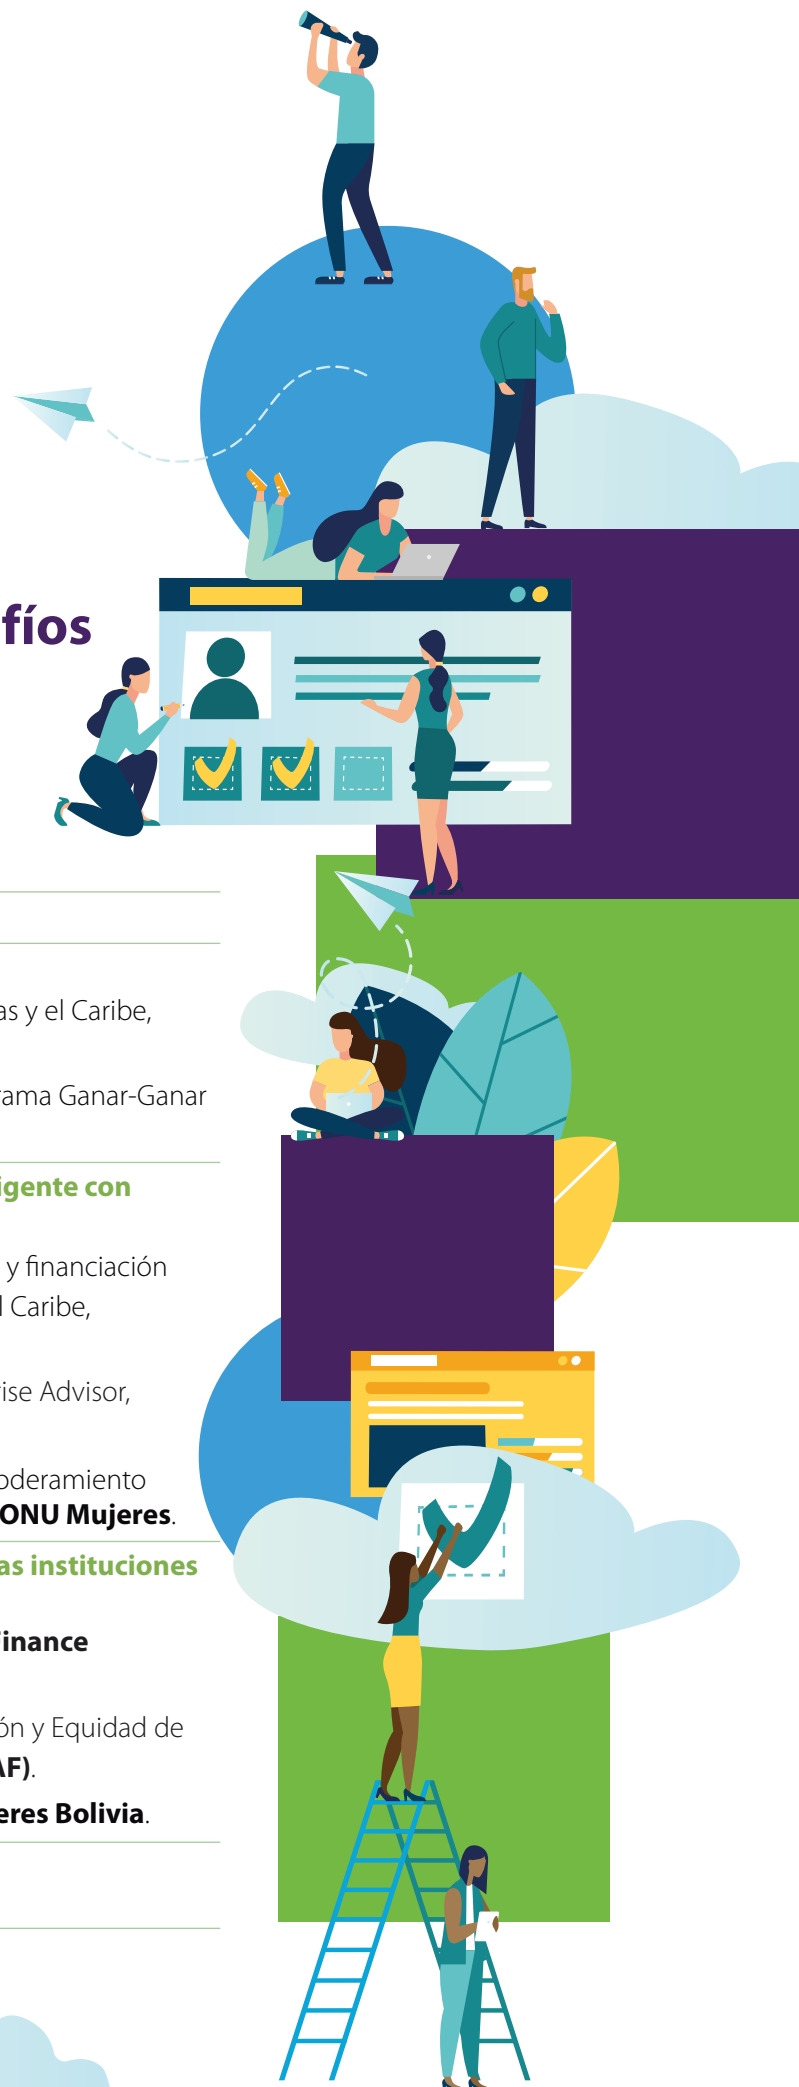 fíos
as y el Caribe,
rama Ganar-Ganar
igente con
y financiación
l Caribe,
ise Advisor,
oderamiento
ONU Mujeres.
as instituciones
Finance
ón y Equidad de
AF).
eres Bolivia.